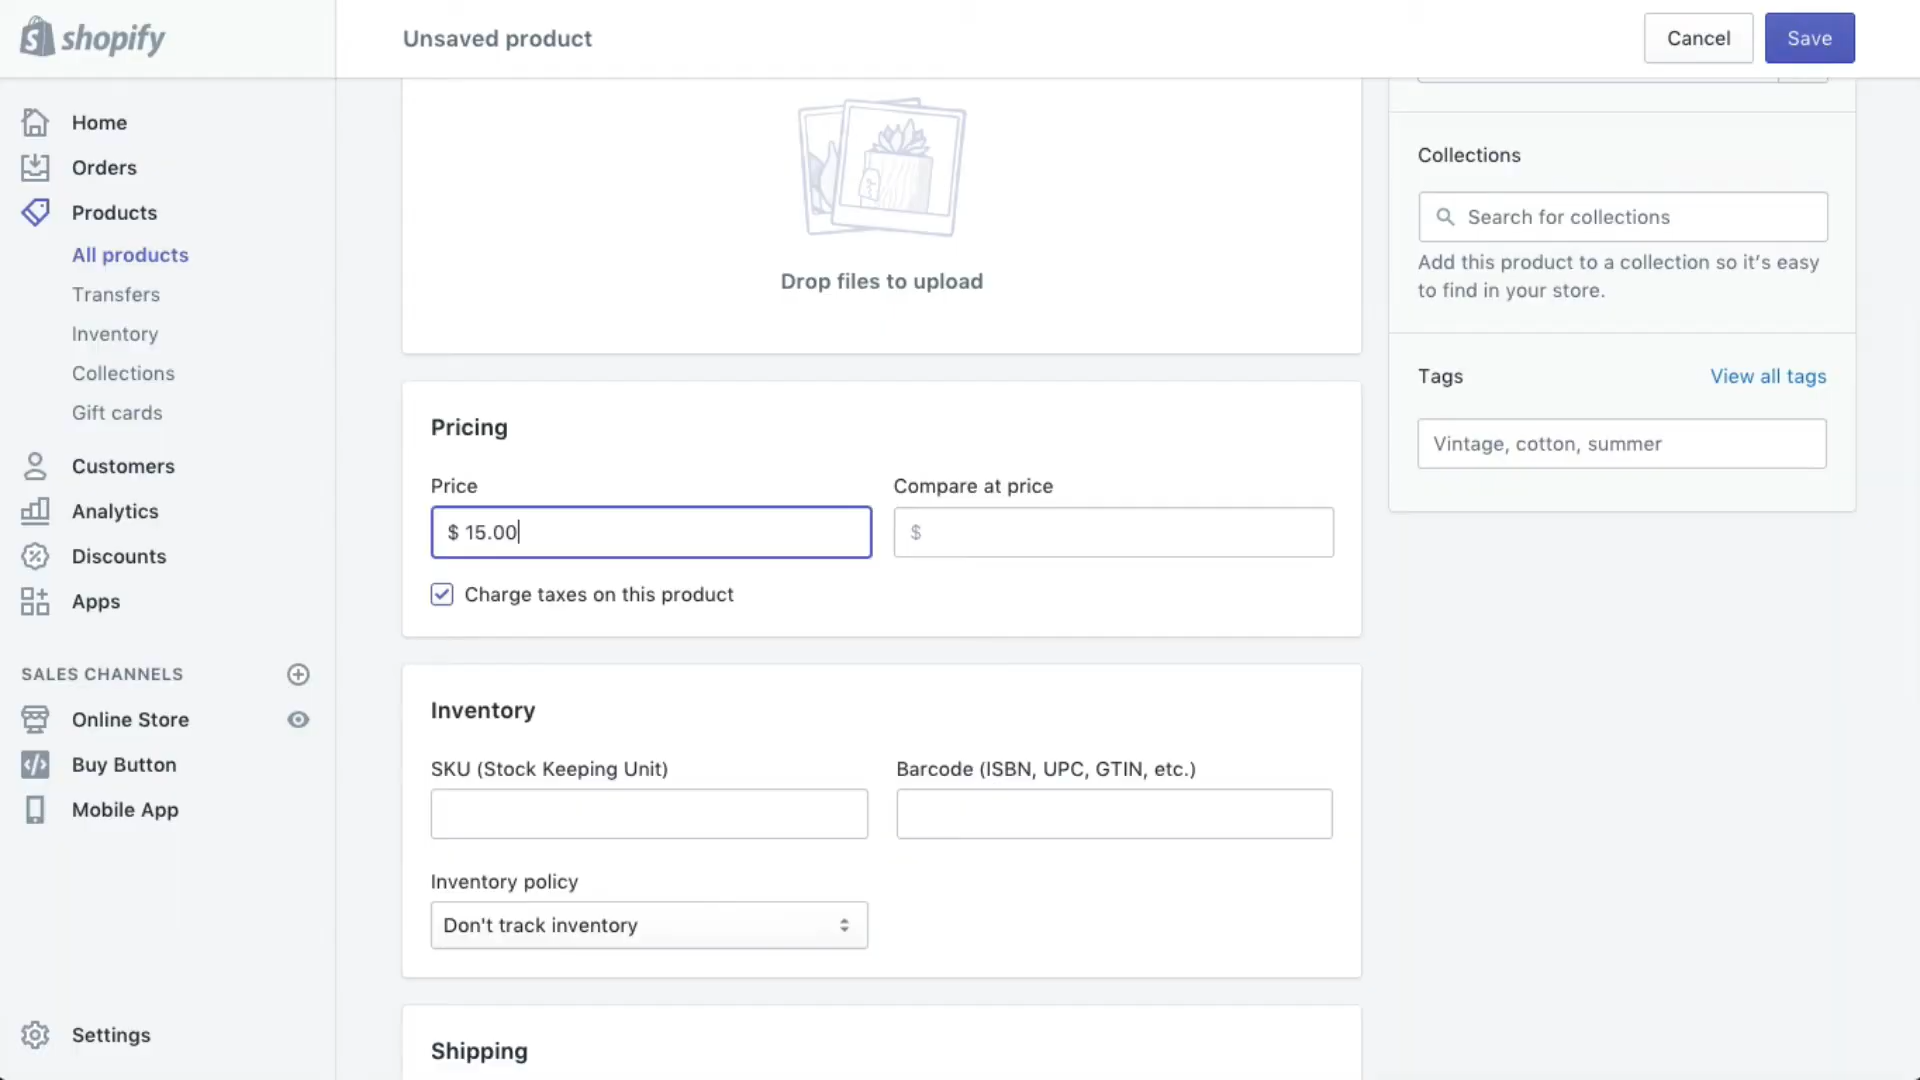 shopify
Unsaved product
Cancel
Save
Home
Orders
Products
All products
Transfers
Inventory
Collections
Gift cards
Customers
Analytics
Discounts
Apps
SALES CHANNELS
Online Store
Buy Button
Mobile App
Settings
Drop files to upload
Pricing
Price
Compare at price
$ 15.00
$
Charge taxes on this product
Inventory
SKU (Stock Keeping Unit)
Barcode (ISBN, UPC, GTIN, etc.)
Inventory policy
Don't track inventory
Shipping
Collections
Search for collections
Add this product to a collection so it’s easy
to find in your store.
Tags
View all tags
Vintage, cotton, summer